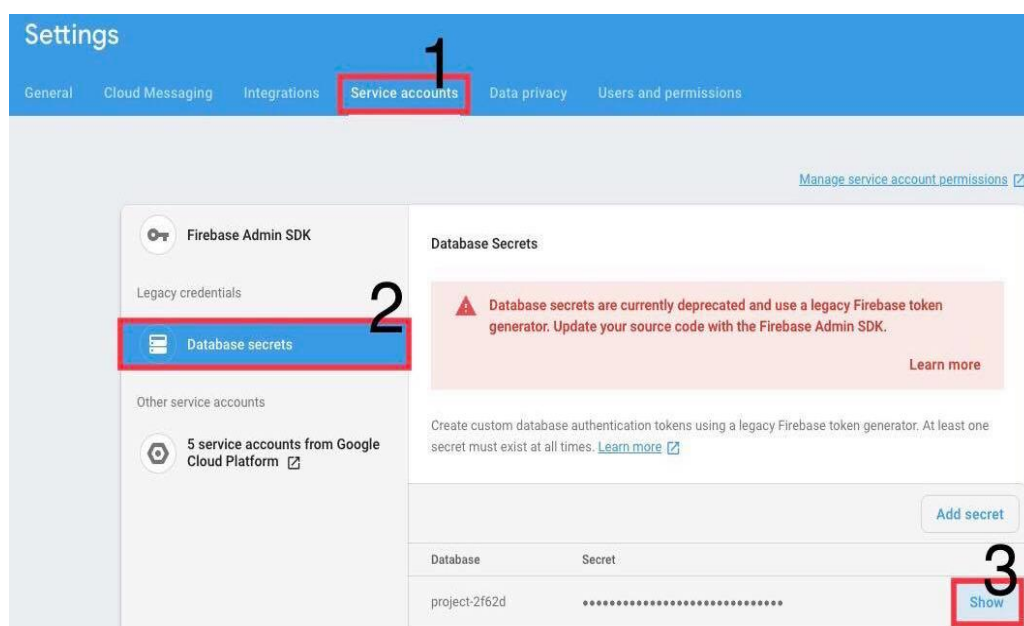 Settings
1
General Cloud Messaging Integrations Service accounts Data privacy Users and permissions
Manage service account permissions
Firebase Admin SDK
Legacy credentials
2
Database secrets
Other service accounts
5 service accounts from Google
Cloud Platform
Database Secrets
Database secrets are currently deprecated and use a legacy Firebase token
generator. Update your source code with the Firebase Admin SDK.
Learn more
Create custom database authentication tokens using a legacy Firebase token generator. At least one
secret must exist at all times. Learn more
Add secret
Database Secret
3
project-2f62d •••••••••••••••••••••••••••••• Show